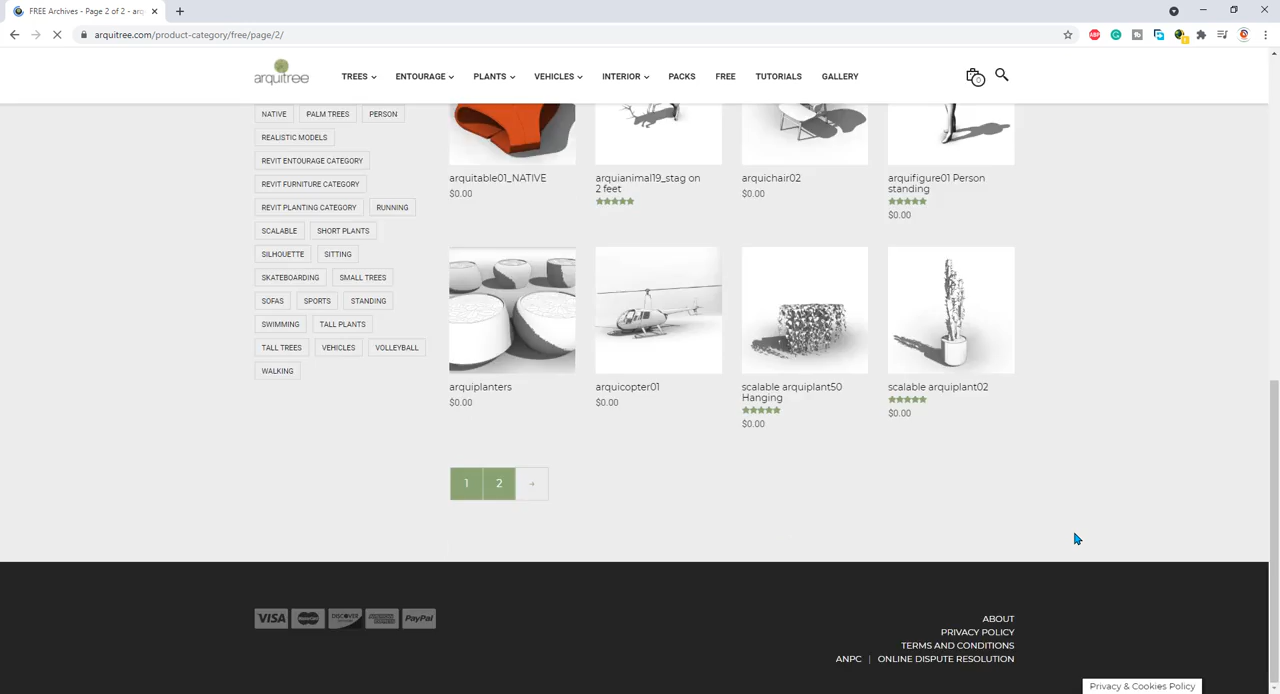 FREE Archives - Page 2 of 2 - arq
arquitree.com/product-category/free/page/2/
arquitree
TREES
ENTOURAGE
PLANTS
VEHICLES
INTERIOR
PACKS
FREE
TUTORIALS
GALLERY
0
NATIVE
PALM TREES
PERSON
REALISTIC MODELS
REVIT ENTOURAGE CATEGORY
REVIT FURNITURE CATEGORY
REVIT PLANTING CATEGORY
RUNNING
SCALABLE
SHORT PLANTS
SILHOUETTE
SITTING
SKATEBOARDING
SMALL TREES
SOFAS
SPORTS
STANDING
SWIMMING
TALL PLANTS
TALL TREES
VEHICLES
VOLLEYBALL
WALKING
arquitable01_NATIVE
$0.00
arquianimal19_stag on
2 feet
arquichair02
$0.00
arquifigure01 Person
standing
$0.00
arquiplanters
$0.00
arquicopter01
$0.00
scalable arquiplant50
Hanging
$0.00
scalable arquiplant02
$0.00
1
2
→
VISA
MasterCard
DISCOVER
PayPal
ABOUT
PRIVACY POLICY
TERMS AND CONDITIONS
ANPC | ONLINE DISPUTE RESOLUTION
Privacy & Cookies Policy